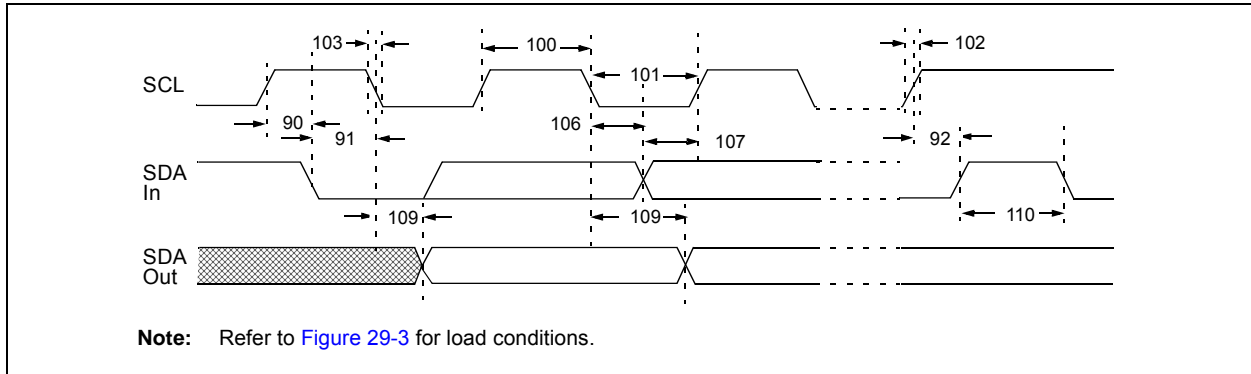 103
100
102
101
SCL
90
106
91
107
92
SDA
In
109
109
110
SDA
Out
Note: Refer to Figure 29-3 for load conditions.